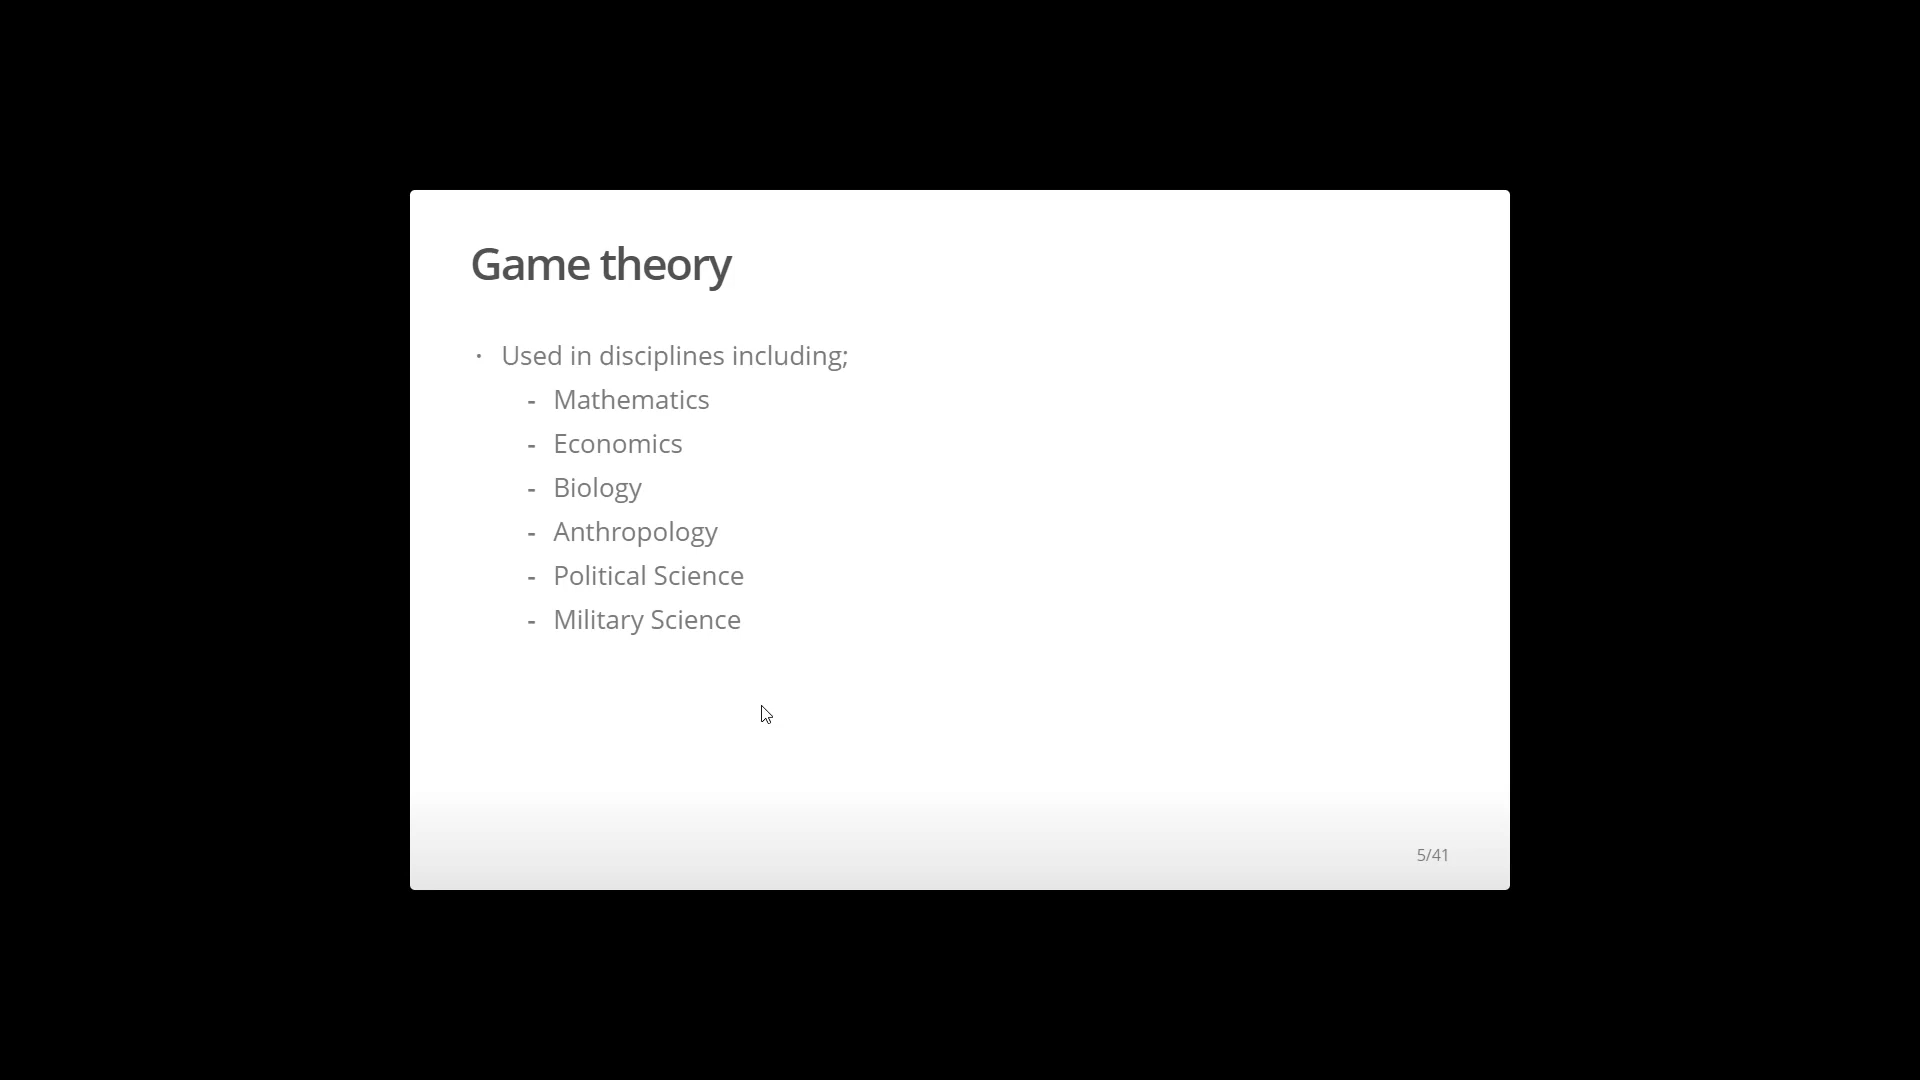 Game theory
· Used in disciplines including;
- Mathematics
- Economics
- Biology
- Anthropology
- Political Science
- Military Science
5/41